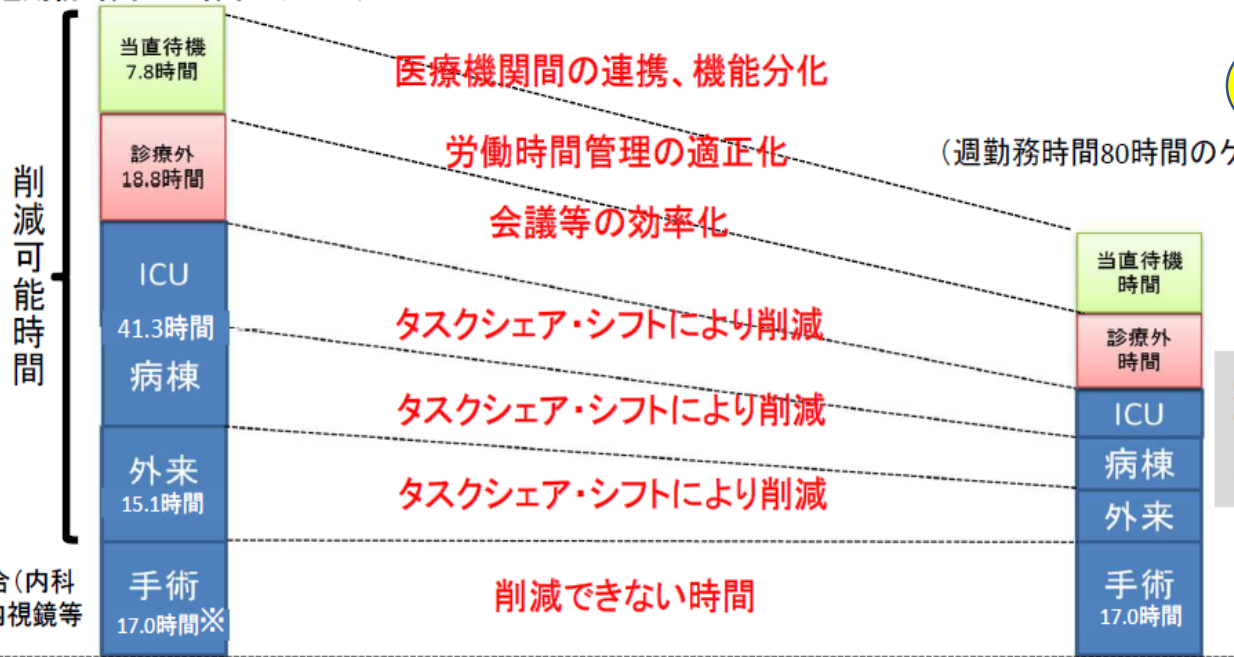 当直待機
7.8時間
診療外
18.8時間
ICU
41.3時間
病棟
外来
15.1時間
手術
17.0時間※
削減可能時間
合(内科
内視鏡等
医療機関間の連携、機能分化
労働時間管理の適正化
会議等の効率化
タスクシェア・シフトにより削減
タスクシェア・シフトにより削減
タスクシェア・シフトにより削減
削減できない時間
(週勤務時間80時間のケ
当直待機
時間
診療外
時間
ICU
病棟
外来
手術
17.0時間